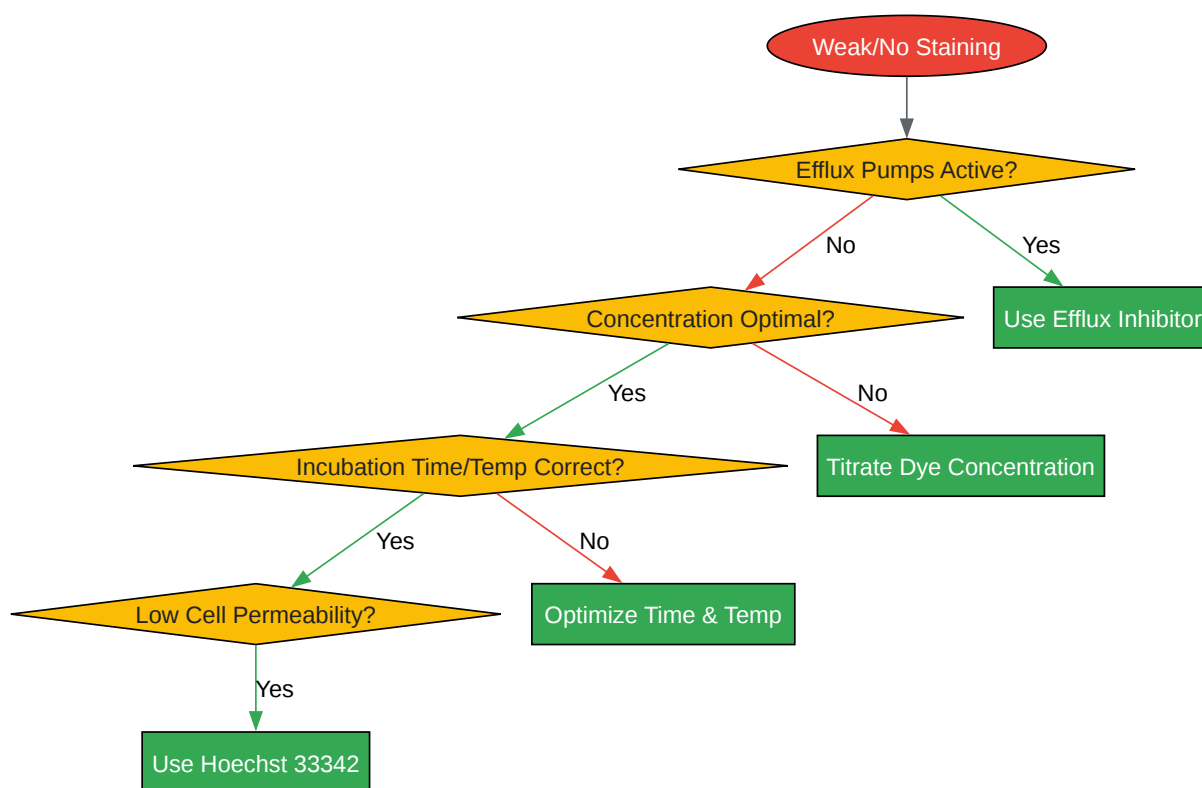 Weak/No Staining
Efflux Pumps Active?
No
Yes
Concentration Optimal?
Use Efflux Inhibitor
Yes
No
Incubation Time/Temp Correct?
Titrate Dye Concentration
Yes
No
Low Cell Permeability?
Optimize Time & Temp
Yes
Use Hoechst 33342